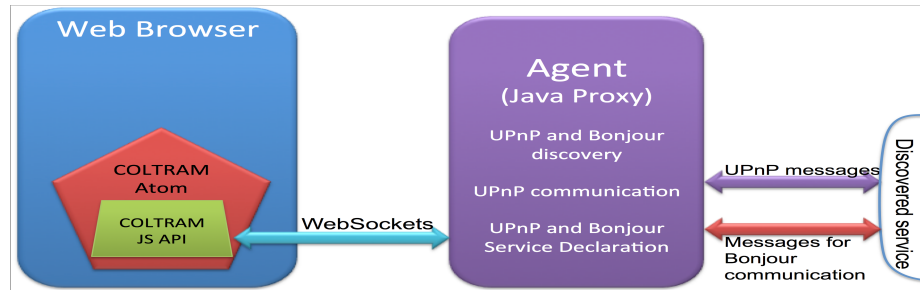 Web Browser
COLTRAM
Atom
COLTRAM
JS API
WebSockets
Agent
(Java Proxy)
UPnP and Bonjour
discovery
UPnP communication
UPnP and Bonjour
Service Declaration
UPnP messages
Messages for
Bonjour
communication
Discovered service